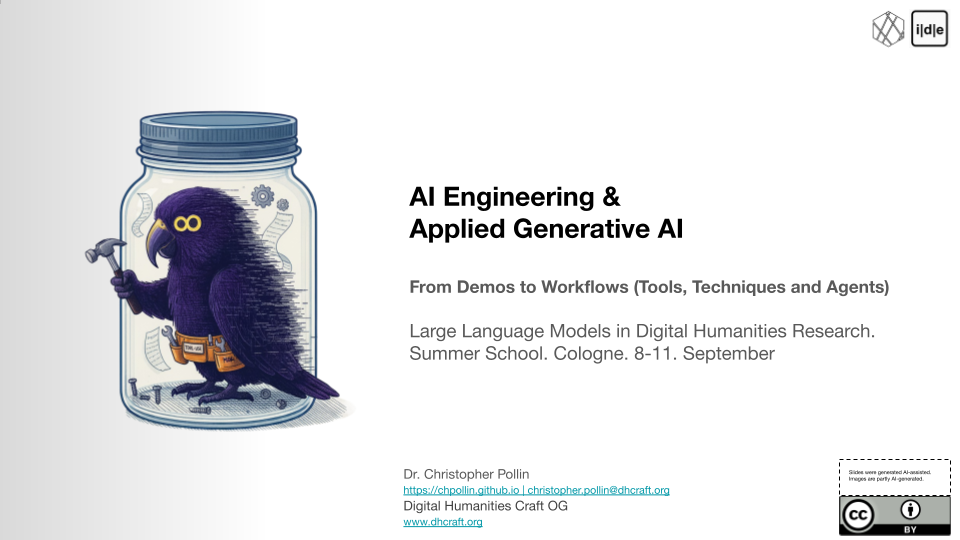 i|d|e
AI Engineering &
Applied Generative AI
From Demos to Workflows (Tools, Techniques and Agents)
Large Language Models in Digital Humanities Research.
Summer School. Cologne. 8-11. September
Dr. Christopher Pollin
https://chpollin.github.io | christopher.pollin@dhcraft.org
Digital Humanities Craft OG
www.dhcraft.org
Slides were generated AI-assisted.
Images are partly AI-generated.
CC
BY